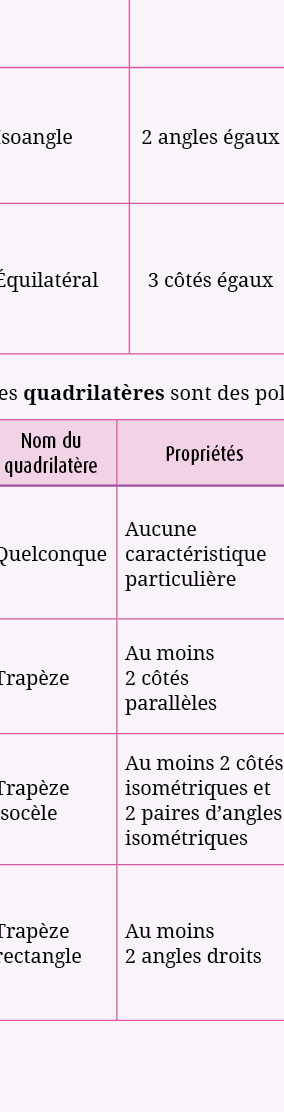 Isoangle 2 angles égaux
Équilatéral 3 côtés égaux
es quadrilatères sont des pol
Nom du
quadrilatère
Propriétés
Quelconque
Aucune
caractéristique
particulière
Trapèze
Au moins
2 côtés
parallèles
Trapèze
isocèle
Au moins 2 côtés
isométriques et
2 paires d'angles
isométriques
Trapèze
rectangle
Au moins
2 angles droits